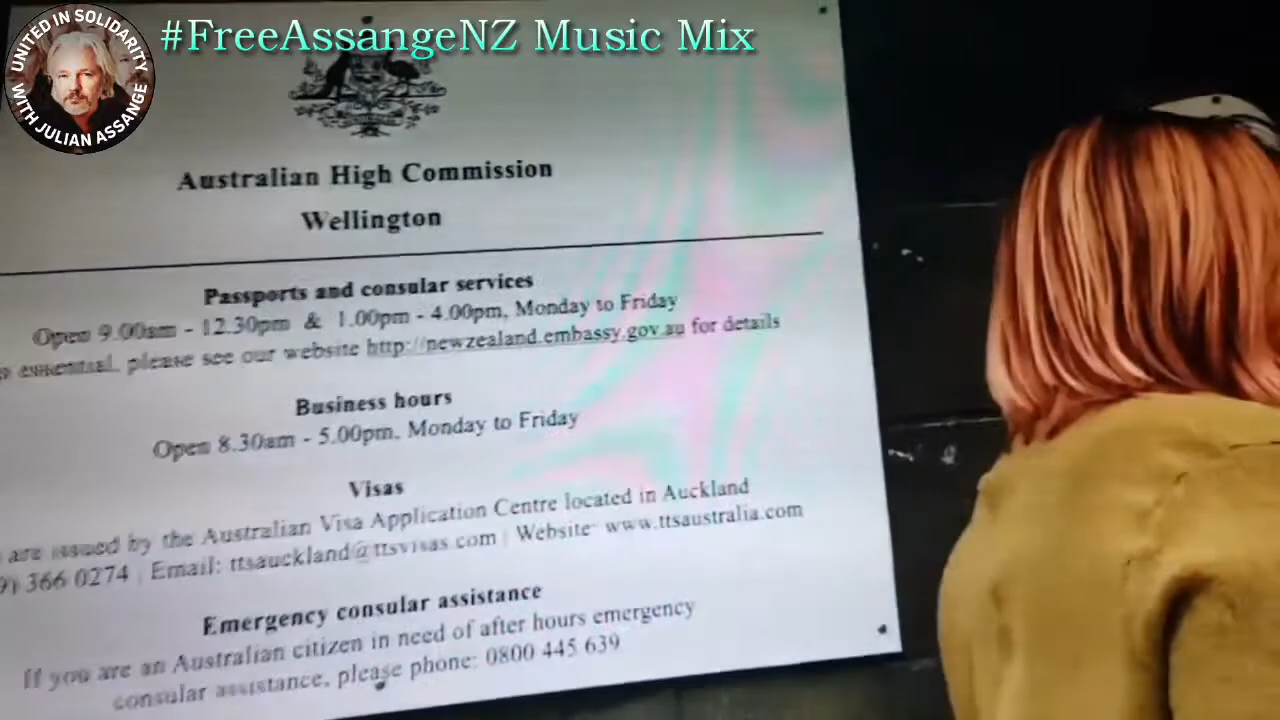 UNITED IN SOLIDARITY
WITH JULIAN ASSANGE
#FreeAssangeNZ Music Mix
Australian High Commission
Wellington
Passports and consular services
Open 9.00am - 12.30pm & 1.00pm - 4.00pm, Monday to Friday
essential, please see our website http://newzealand.embassy.gov.au for details
Business hours
Open 8.30am - 5.00pm, Monday to Friday
Visas
are issued by the Australian Visa Application Centre located in Auckland
9) 366 0274 | Email: ttsauckland@ttsvisas.com | Website: www.ttsaustralia.com
Emergency consular assistance
If you are an Australian citizen in need of after hours emergency
consular assistance, please phone: 0800 445 639